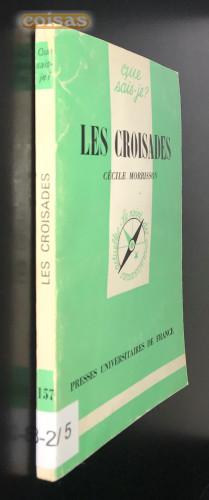 coisas
Que
sais-je?
LES CROISADES
157
2/5
que
sais-je?
LES CROISADES
CÉCILE MORRISSON
PRESSES UNIVERSITAIRES DE FRANCE